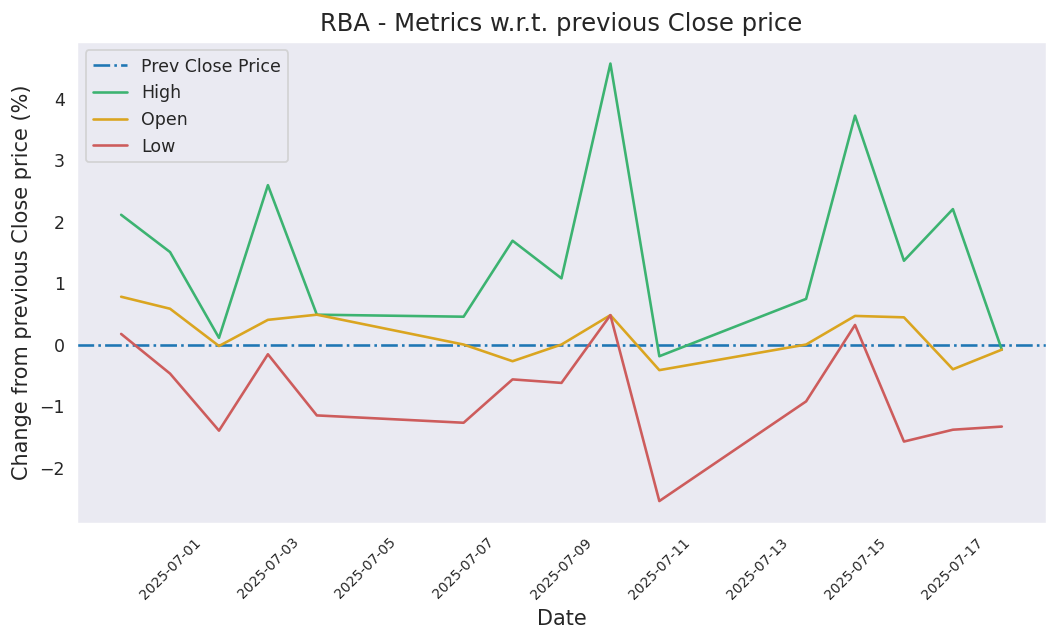 RBA - Metrics w.r.t. previous Close price
Prev Close Price
High
Open
Low
Change from previous Close price (%)
4
3
2
1
0
−1
−2
2025-07-01
2025-07-03
2025-07-05
2025-07-07
2025-07-09
2025-07-11
2025-07-13
2025-07-15
2025-07-17
Date